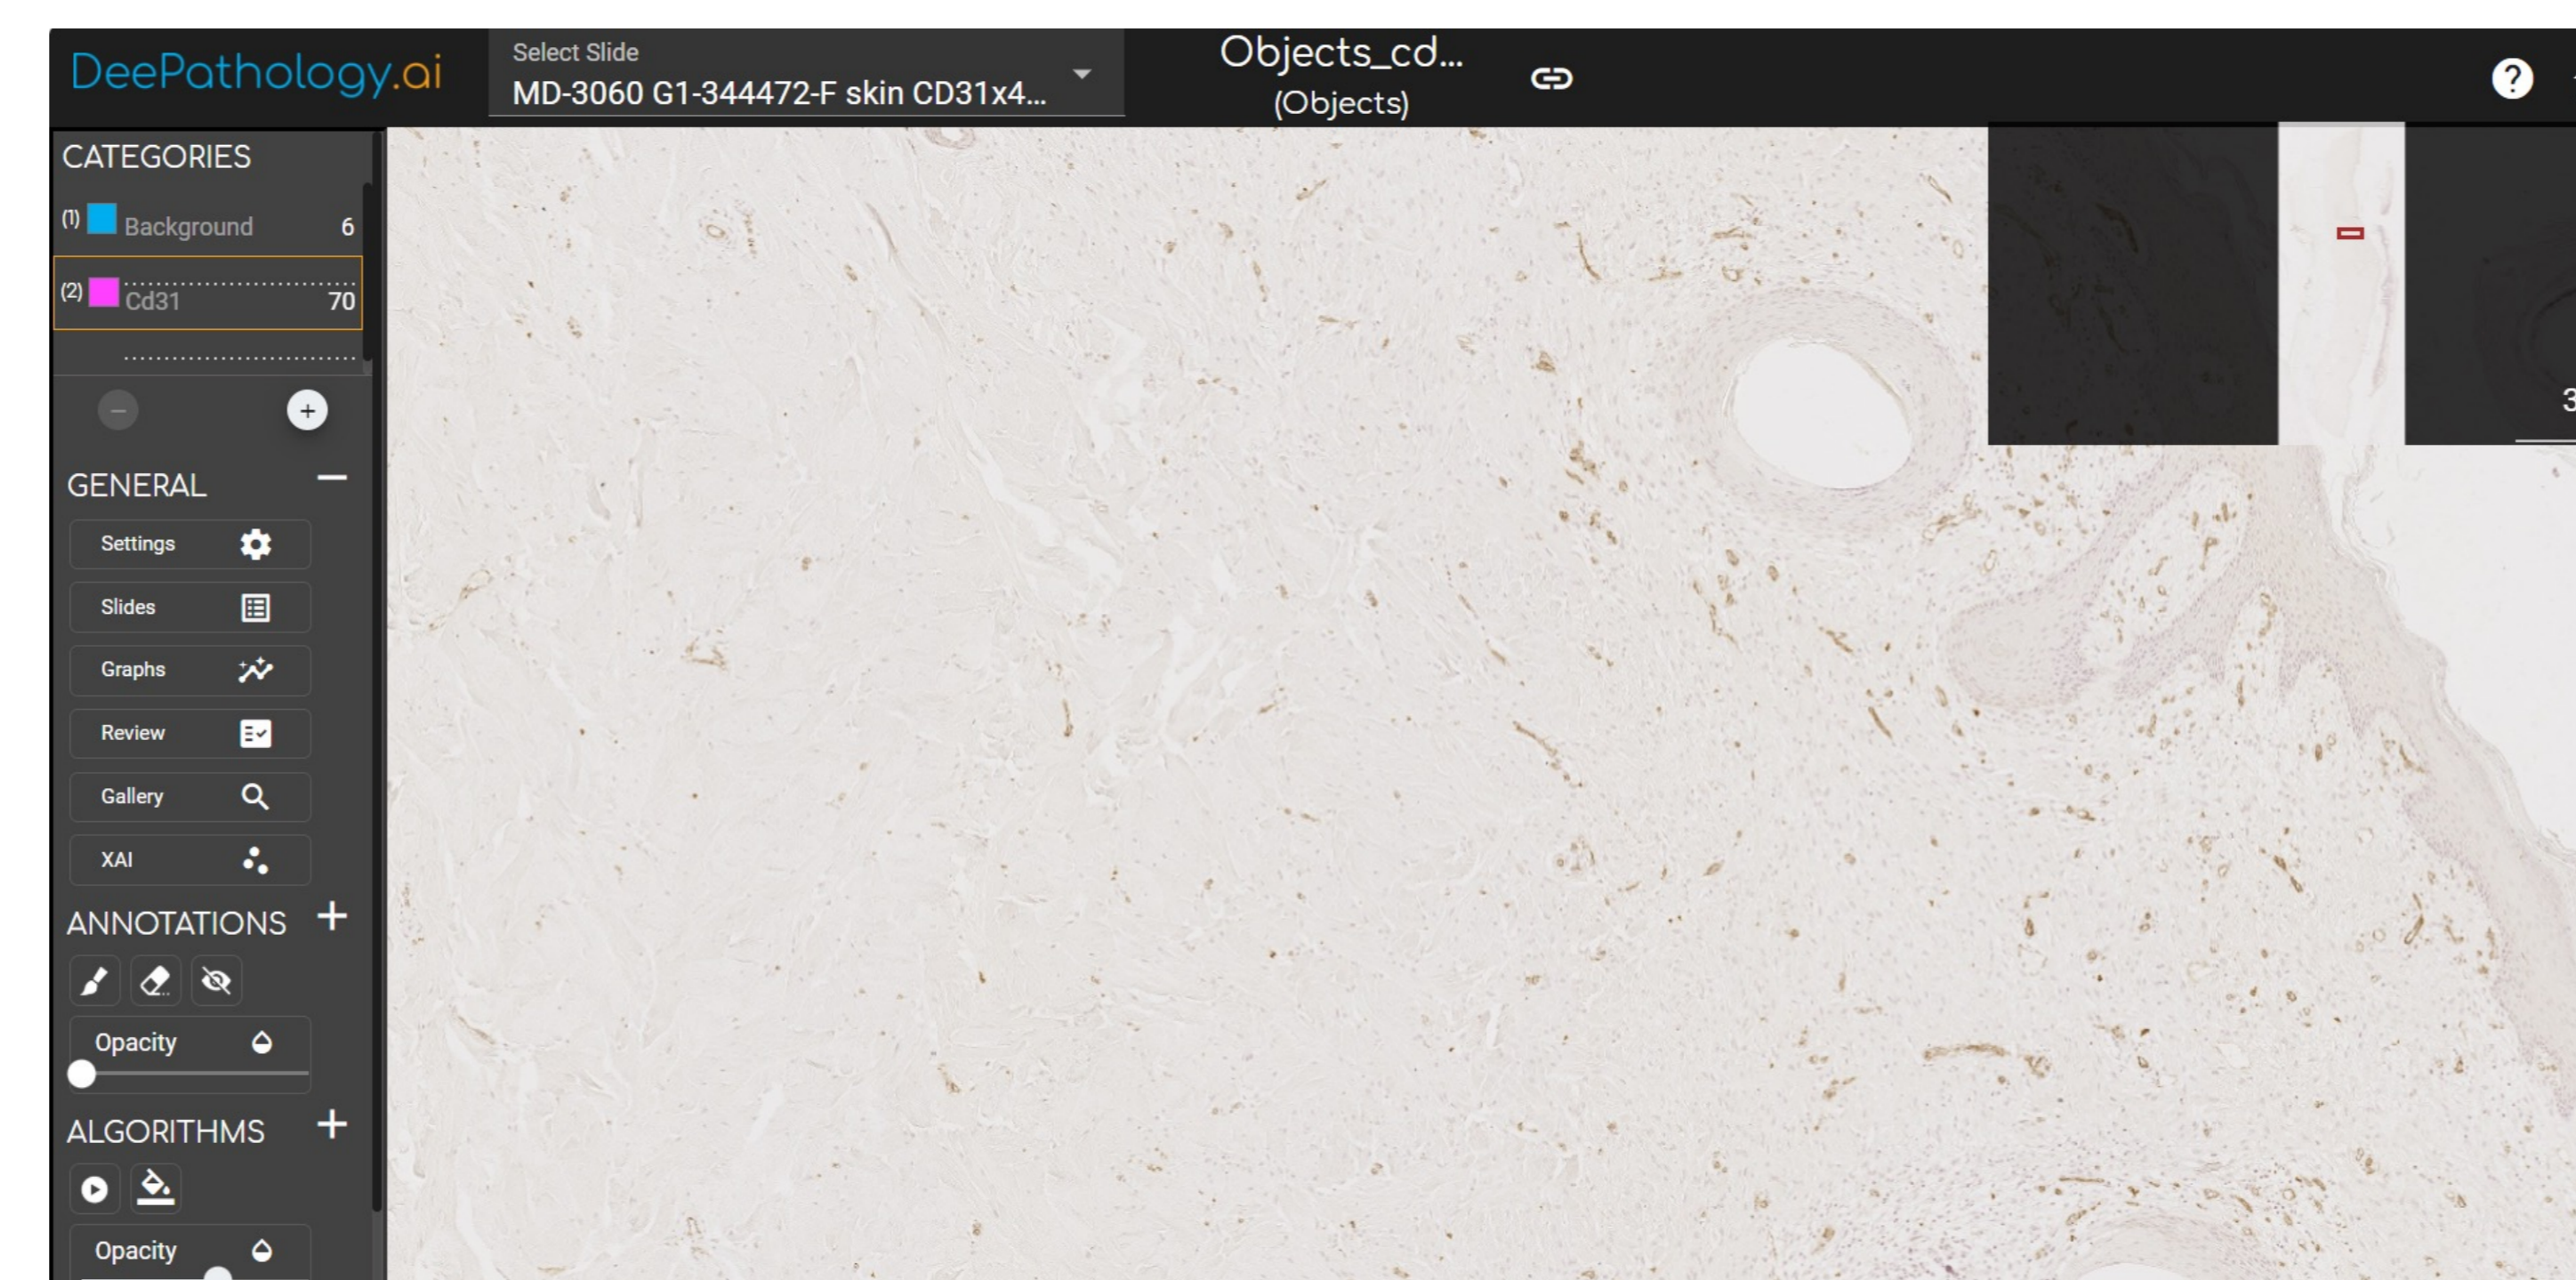 DeePathology.ai
Select Slide
MD-3060 G1-344472-F skin CD31x4...
Objects_cd...
(Objects)
?
CATEGORIES
(1) Background 6
(2) Cd31 70
GENERAL
Settings
Slides
Graphs
Review
Gallery
XAI
ANNOTATIONS
Opacity
ALGORITHMS
Opacity
3